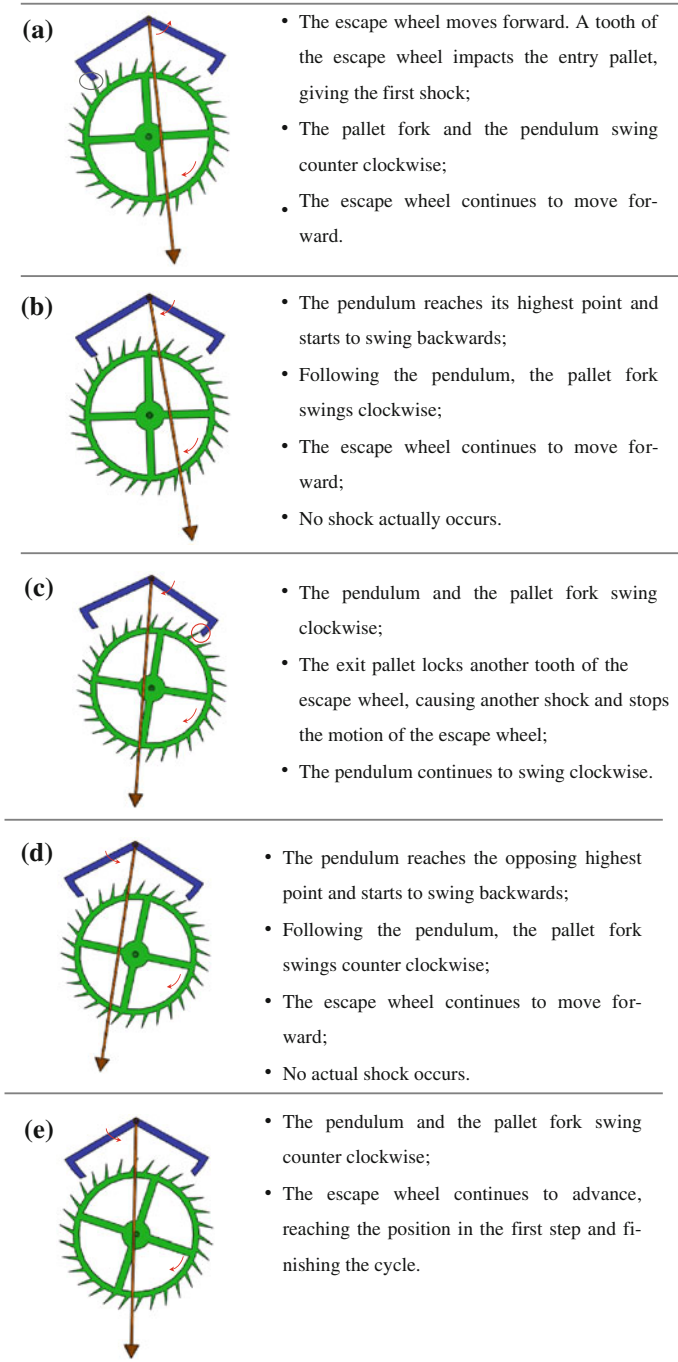 (a)
• The escape wheel moves forward. A tooth of
the escape wheel impacts the entry pallet,
giving the first shock;
• The pallet fork and the pendulum swing
counter clockwise;
• The escape wheel continues to move for-
ward.
(b)
• The pendulum reaches its highest point and
starts to swing backwards;
• Following the pendulum, the pallet fork
swings clockwise;
• The escape wheel continues to move for-
ward;
• No shock actually occurs.
(c)
• The pendulum and the pallet fork swing
clockwise;
• The exit pallet locks another tooth of the
escape wheel, causing another shock and stops
the motion of the escape wheel;
• The pendulum continues to swing clockwise.
(d)
• The pendulum reaches the opposing highest
point and starts to swing backwards;
• Following the pendulum, the pallet fork
swings counter clockwise;
• The escape wheel continues to move for-
ward;
• No actual shock occurs.
(e)
• The pendulum and the pallet fork swing
counter clockwise;
• The escape wheel continues to advance,
reaching the position in the first step and fi-
nishing the cycle.